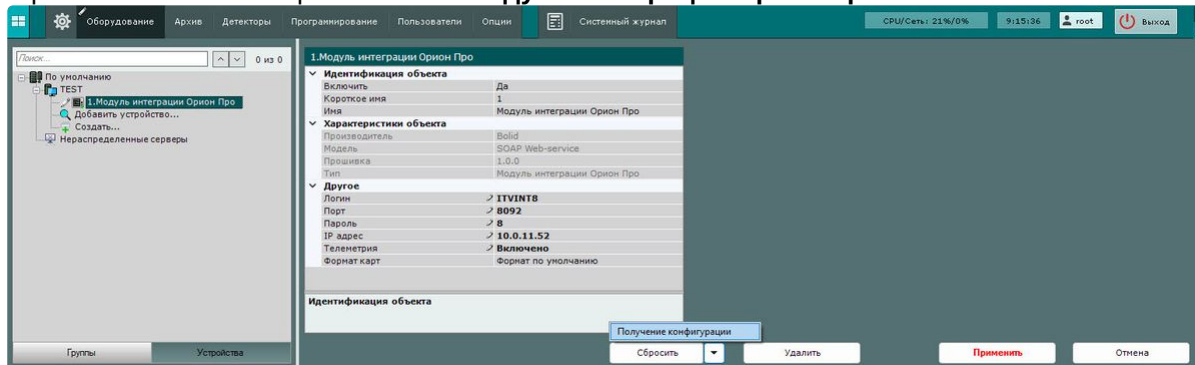 Оборудование Архив Детекторы Программирование Пользователи Опции Системный журнал CPU/Сеть: 21%/0% 9:15:36 root Выход
Поиск... 0 из 0
По умолчанию
TEST
1.Модуль интеграции Орион Про
Добавить устройство...
Создать...
Нераспределенные серверы
Группы Устройства
1.Модуль интеграции Орион Про
Идентификация объекта
Включить Да
Короткое имя 1
Имя Модуль интеграции Орион Про
Характеристики объекта
Производитель Bolid
Модель SOAP Web-service
Прошивка 1.0.0
Тип Модуль интеграции Орион Про
Другое
Логин ITVINT8
Порт 8092
Пароль 8
IP адрес 10.0.11.52
Телеметрия Включено
Формат карт Формат по умолчанию
Идентификация объекта
Получение конфигурации
Сбросить Удалить Применить Отмена